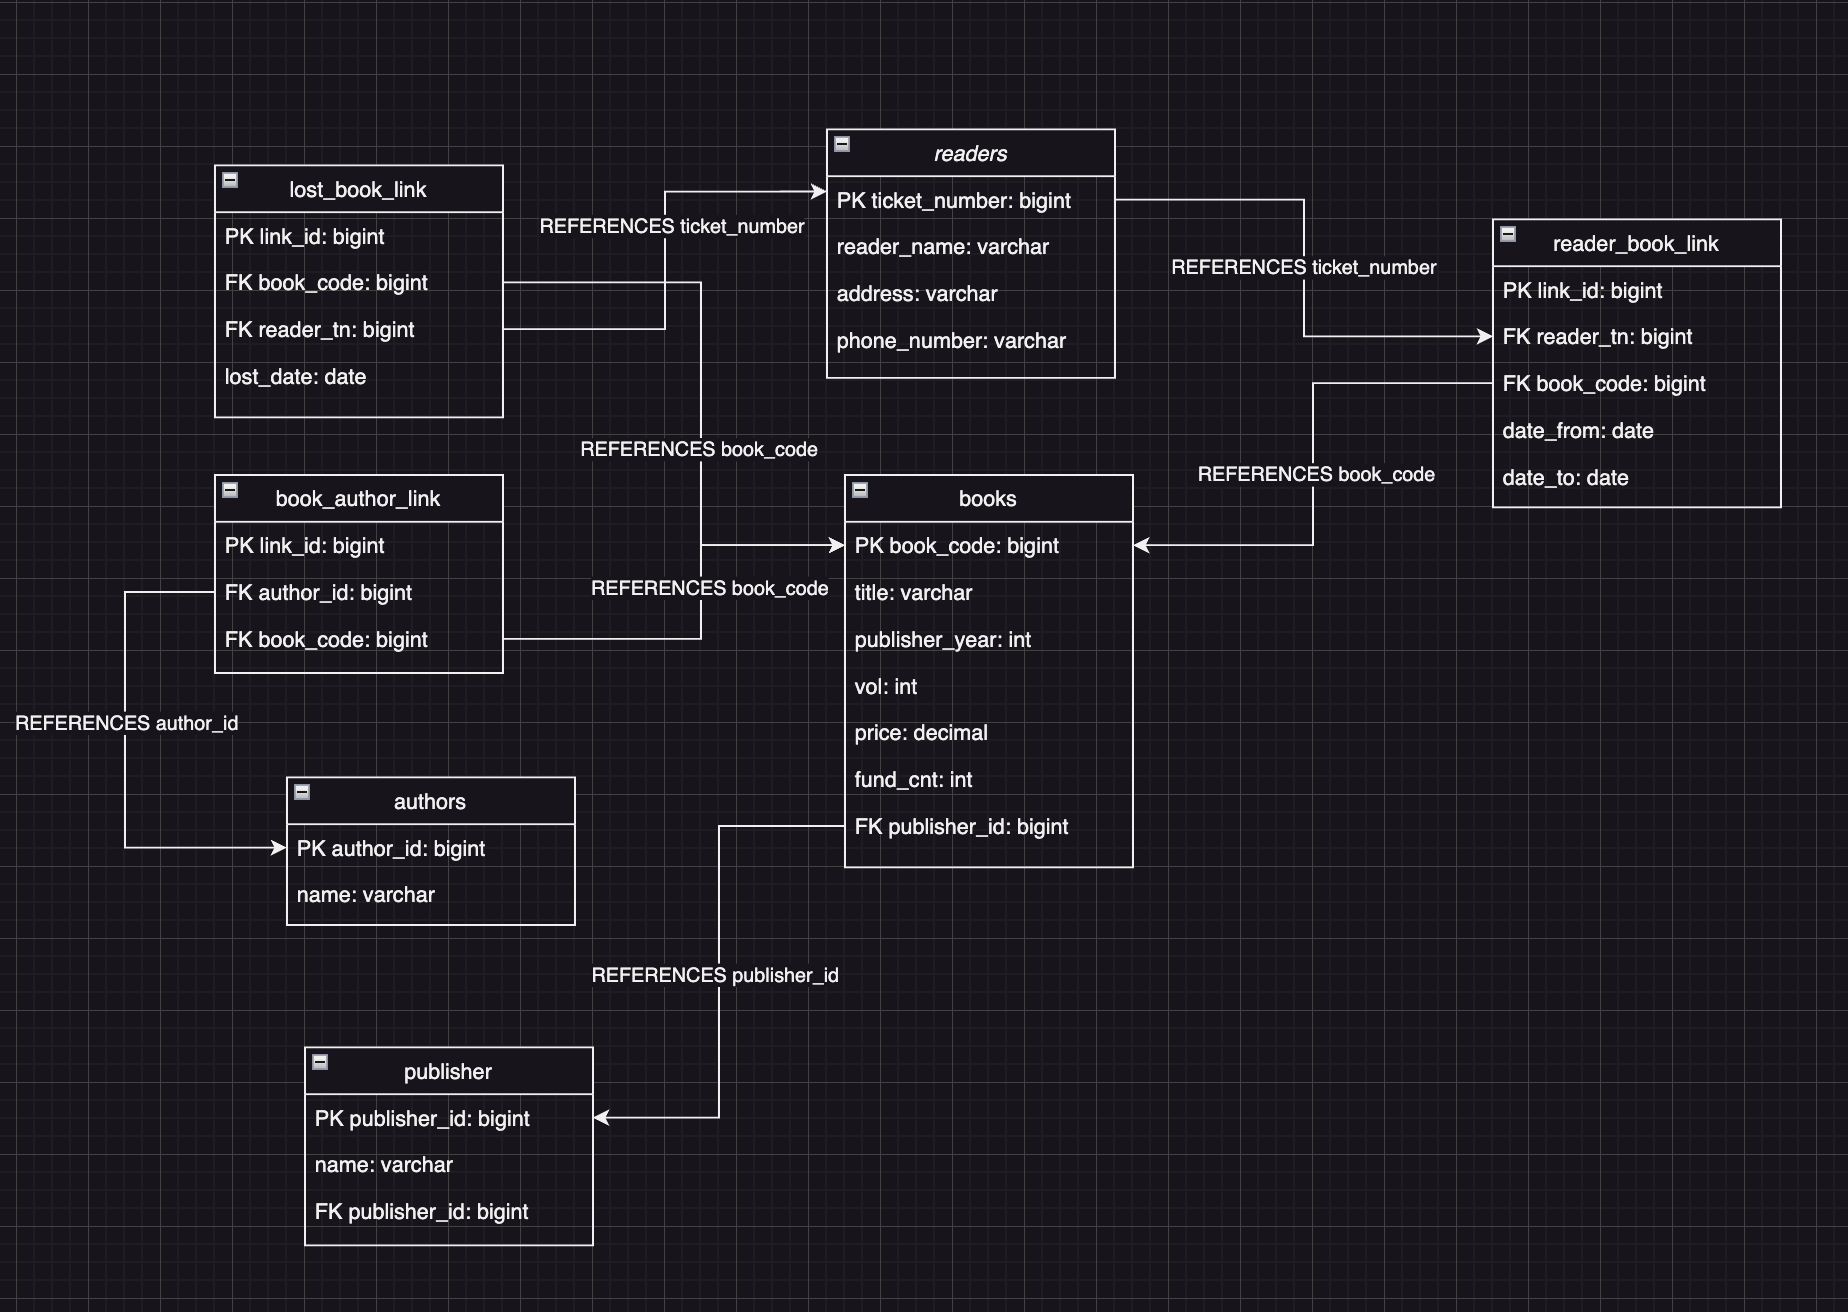 lost_book_link
PK link_id: bigint
FK book_code: bigint
FK reader_tn: bigint
lost_date: date
REFERENCES ticket_number
readers
PK ticket_number: bigint
reader_name: varchar
address: varchar
phone_number: varchar
REFERENCES ticket_number
reader_book_link
PK link_id: bigint
FK reader_tn: bigint
FK book_code: bigint
date_from: date
date_to: date
REFERENCES book_code
REFERENCES book_code
book_author_link
PK link_id: bigint
FK author_id: bigint
FK book_code: bigint
REFERENCES book_code
books
PK book_code: bigint
title: varchar
publisher_year: int
vol: int
price: decimal
fund_cnt: int
FK publisher_id: bigint
REFERENCES author_id
authors
PK author_id: bigint
name: varchar
REFERENCES publisher_id
publisher
PK publisher_id: bigint
name: varchar
FK publisher_id: bigint